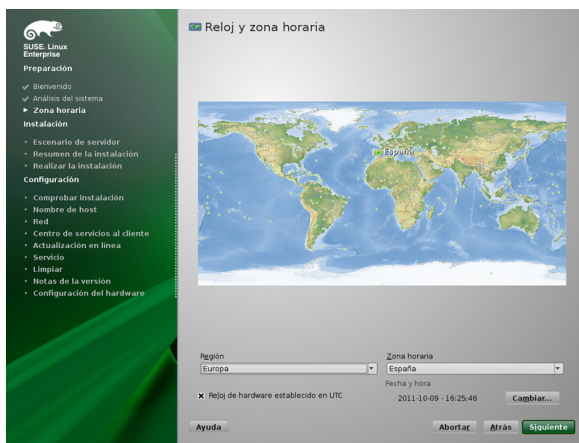 SUSE. Linux
Enterprise
Preparación
Bienvenido
Análisis del sistema
Zona horaria
Instalación
Escenario de servidor
Resumen de la instalación
Realizar la instalación
Configuración
Comprobar instalación
Nombre de host
Red
Centro de servicios al cliente
Actualización en línea
Servicio
Limpiar
Notas de la versión
Configuración del hardware
Reloj y zona horaria
España
Región
Zona horaria
Europa
España
Fecha y hora
Reloj de hardware establecido en UTC
2011-10-09 - 16:25:46
Cambiar...
Ayuda
Abortar
Atrás
Siguiente